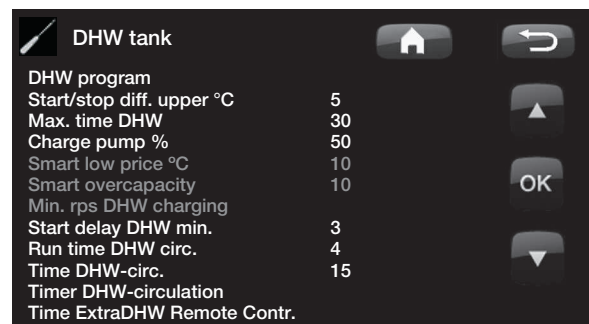 DHW tank
DHW program
Start/stop diff. upper °C 5
Max. time DHW 30
Charge pump % 50
Smart low price °C 10
Smart overcapacity 10
OK
Min. rps DHW charging
Start delay DHW min. 3
Run time DHW circ. 4
Time DHW-circ. 15
Timer DHW-circulation
Time ExtraDHW Remote Contr.